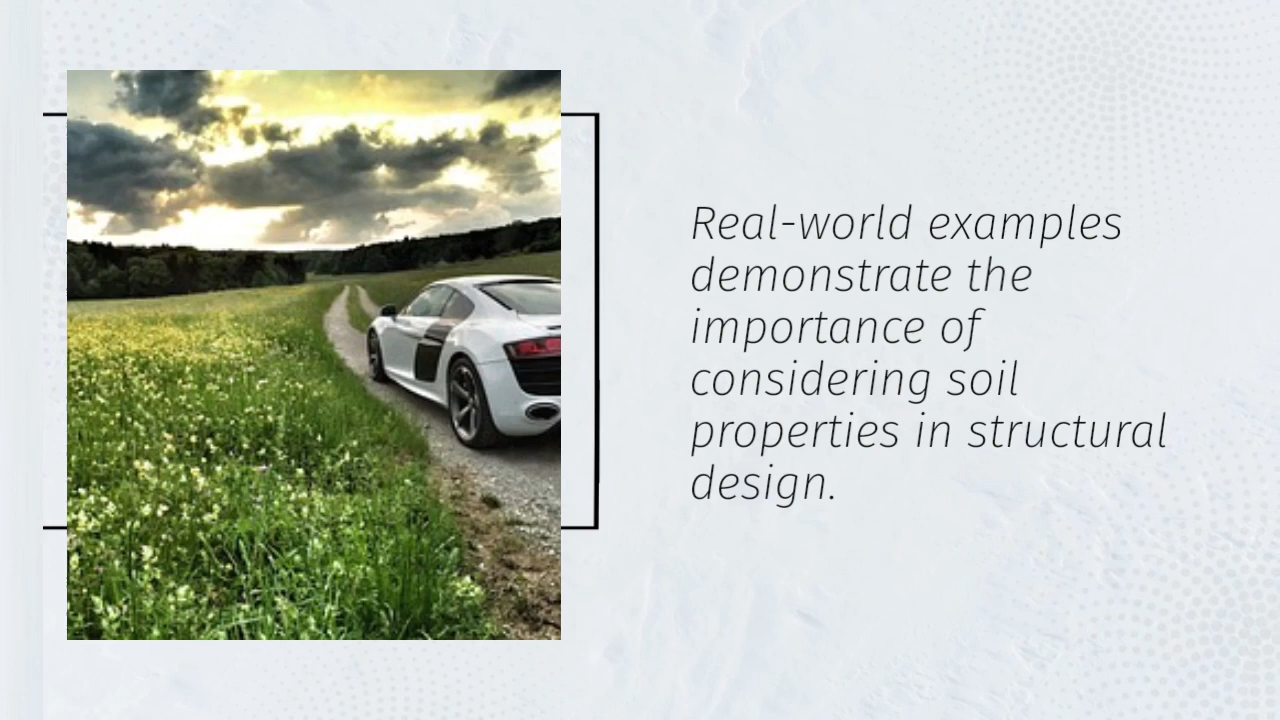 Real-world examples
demonstrate the
importance of
considering soil
properties in structural
design.